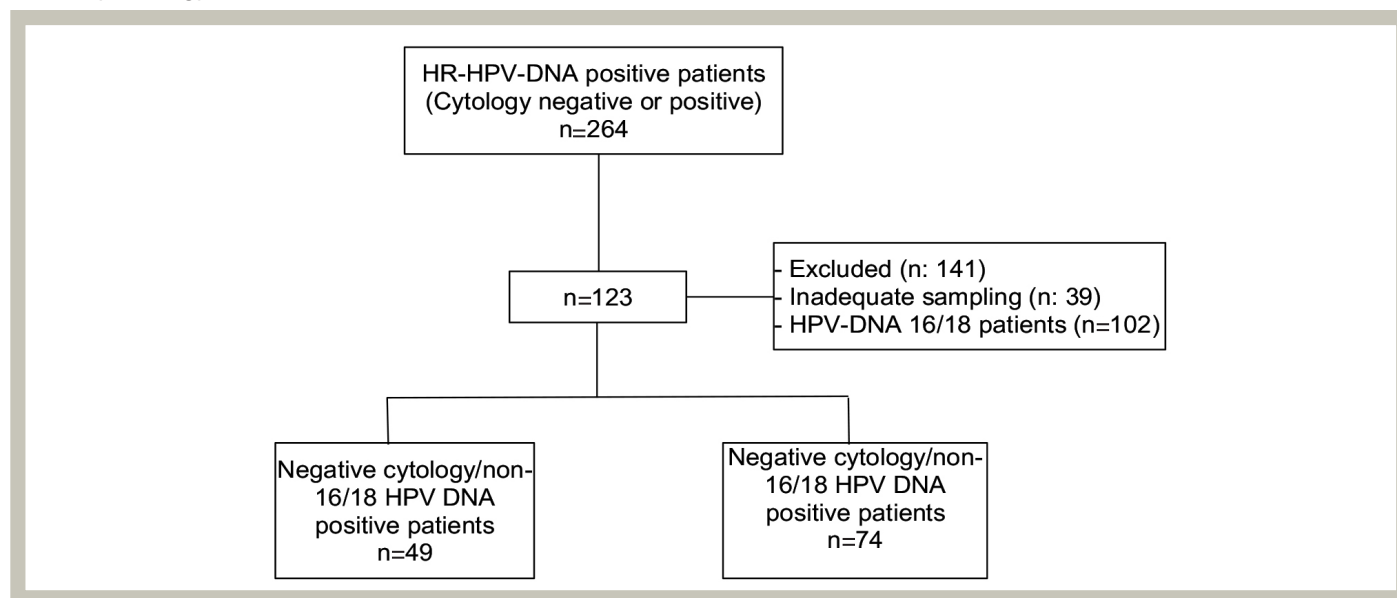 HR-HPV-DNA positive patients
(Cytology negative or positive)
n=264
n=123
- Excluded (n: 141)
- Inadequate sampling (n: 39)
- HPV-DNA 16/18 patients (n=102)
Negative cytology/non-
16/18 HPV DNA
positive patients
n=49
Negative cytology/non-
16/18 HPV DNA
positive patients
n=74